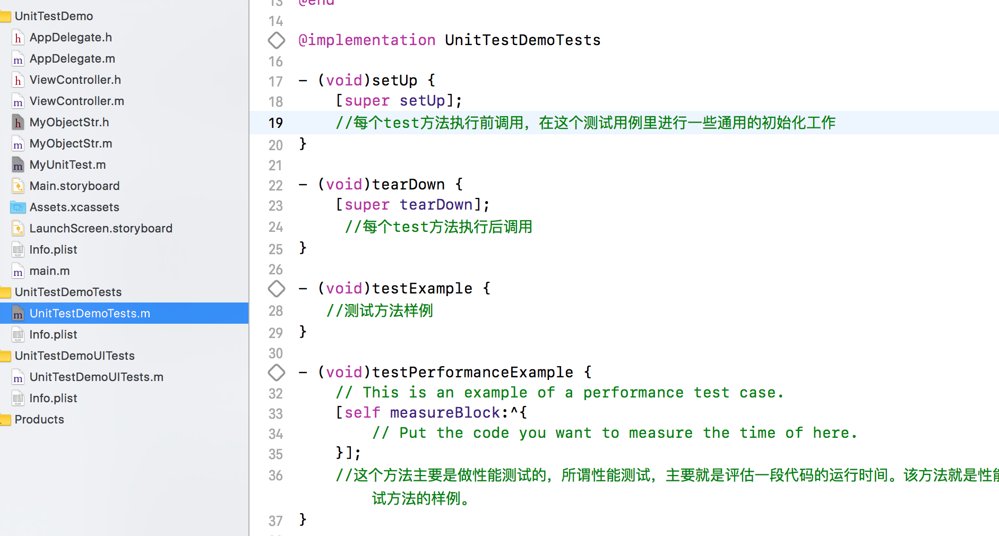 UnitTestDemo
AppDelegate.h
AppDelegate.m
ViewController.h
ViewController.m
MyObjectStr.h
MyObjectStr.m
MyUnitTest.m
Main.storyboard
Assets.xcassets
LaunchScreen.storyboard
Info.plist
main.m
UnitTestDemoTests
UnitTestDemoTests.m
Info.plist
UnitTestDemoUITests
UnitTestDemoUITests.m
Info.plist
Products
13 @end
14
@implementation UnitTestDemoTests
16
17 - (void)setUp {
18 [super setUp];
19 //每个test方法执行前调用，在这个测试用例里进行一些通用的初始化工作
20 }
21
22 - (void)tearDown {
23 [super tearDown];
24 //每个test方法执行后调用
25 }
26
- (void)testExample {
28 //测试方法样例
29 }
30
- (void)testPerformanceExample {
32 // This is an example of a performance test case.
33 [self measureBlock:^{
34 // Put the code you want to measure the time of here.
35 }];
36 //这个方法主要是做性能测试的，所谓性能测试，主要就是评估一段代码的运行时间。该方法就是性能
试方法的样例。
37 }